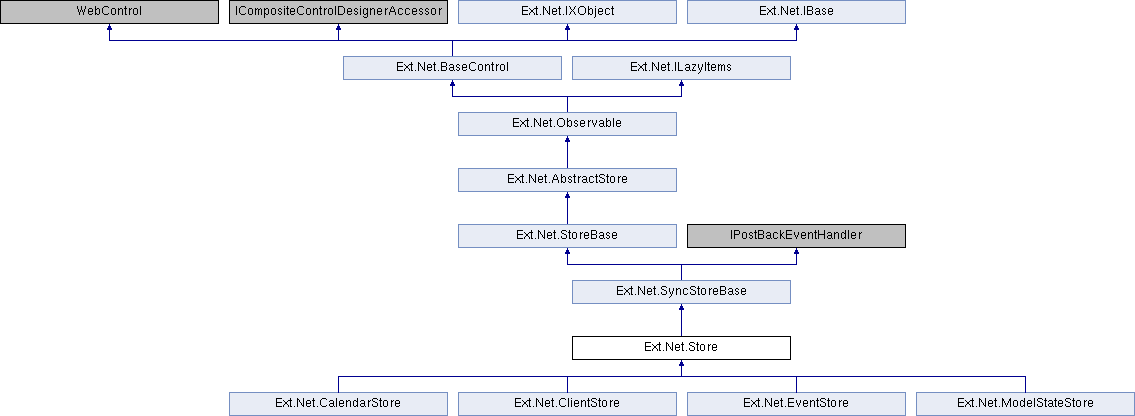 WebControl
ICompositeControlDesignerAccessor
Ext.Net.IXObject
Ext.Net.IBase
Ext.Net.BaseControl
Ext.Net.ILazyItems
Ext.Net.Observable
Ext.Net.AbstractStore
Ext.Net.StoreBase
IPostBackEventHandler
Ext.Net.SyncStoreBase
Ext.Net.Store
Ext.Net.CalendarStore
Ext.Net.ClientStore
Ext.Net.EventStore
Ext.Net.ModelStateStore